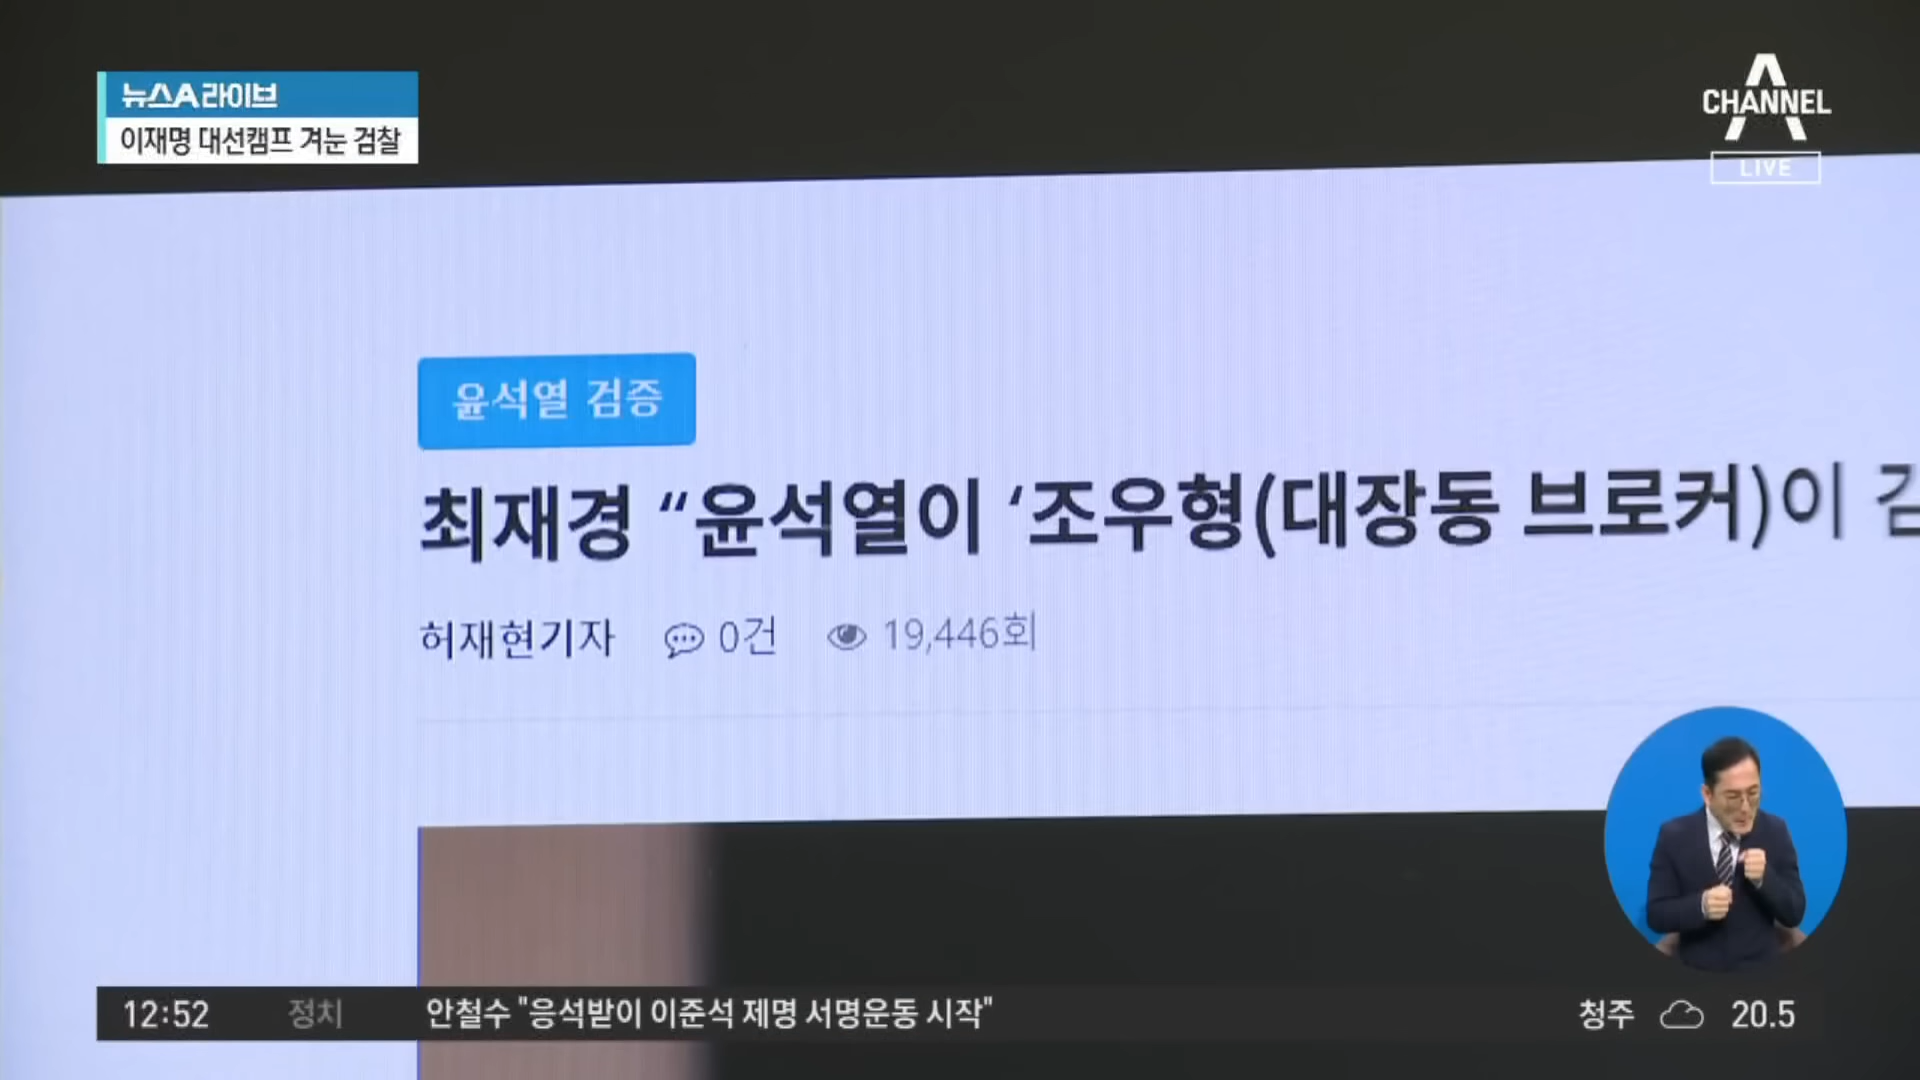 뉴스A 라이브
이재명 대선캠프 겨눈 검찰
CHANNEL A
LIVE
윤석열 검증
최재경 “윤석열이 ‘조우형(대장동 브로커)이
허재현기자 0건 19,446회
12:52 정치 안철수 "응석받이 이준석 제명 서명운동 시작" 청주 20.5